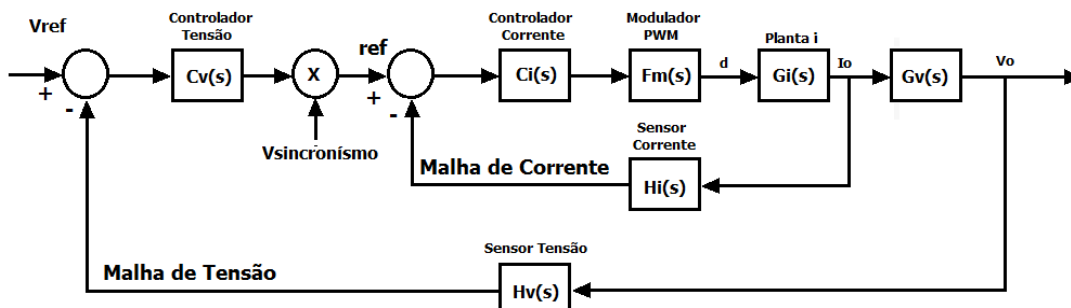 Vref
+
-
Controlador
Tensão
Cv(s)
X
Vsincronísmo
ref
+
-
Controlador
Corrente
Ci(s)
Modulador
PWM
Fm(s)
d
Planta i
Gi(s)
Io
Gv(s)
Vo
Malha de Corrente
Sensor
Corrente
Hi(s)
Malha de Tensão
Sensor Tensão
Hv(s)